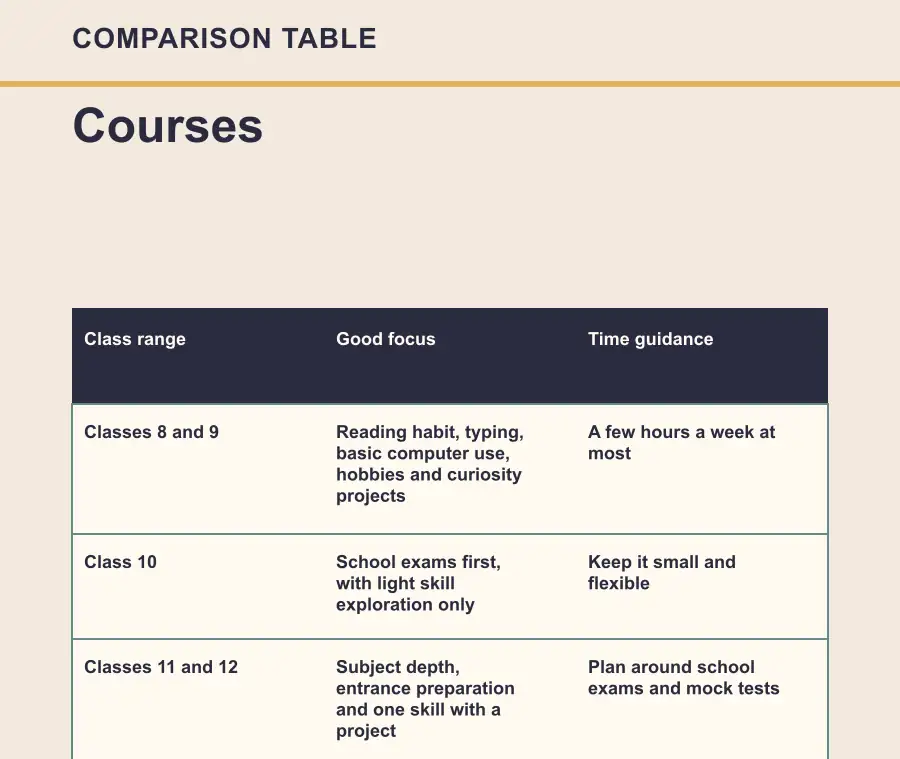 COMPARISON TABLE
Courses
Class range
Good focus
Time guidance
Classes 8 and 9
Reading habit, typing,
basic computer use,
hobbies and curiosity
projects
A few hours a week at
most
Class 10
School exams first,
with light skill
exploration only
Keep it small and
flexible
Classes 11 and 12
Subject depth,
entrance preparation
and one skill with a
project
Plan around school
exams and mock tests